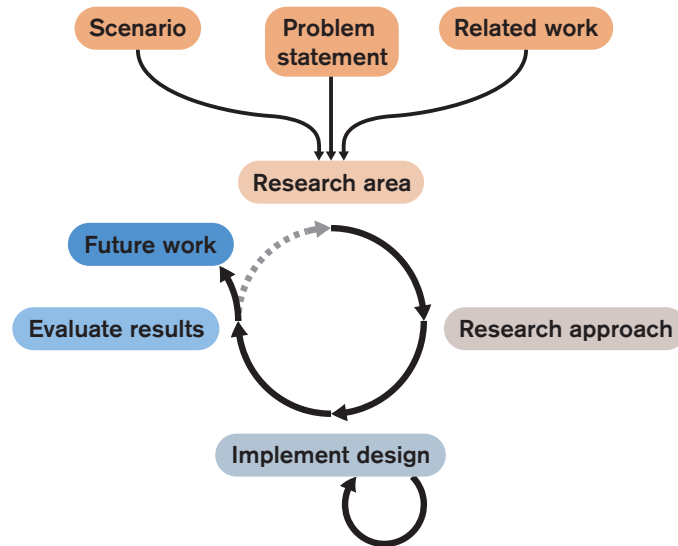 Scenario
Problem
statement
Related work
Research area
Future work
Evaluate results
Research approach
Implement design